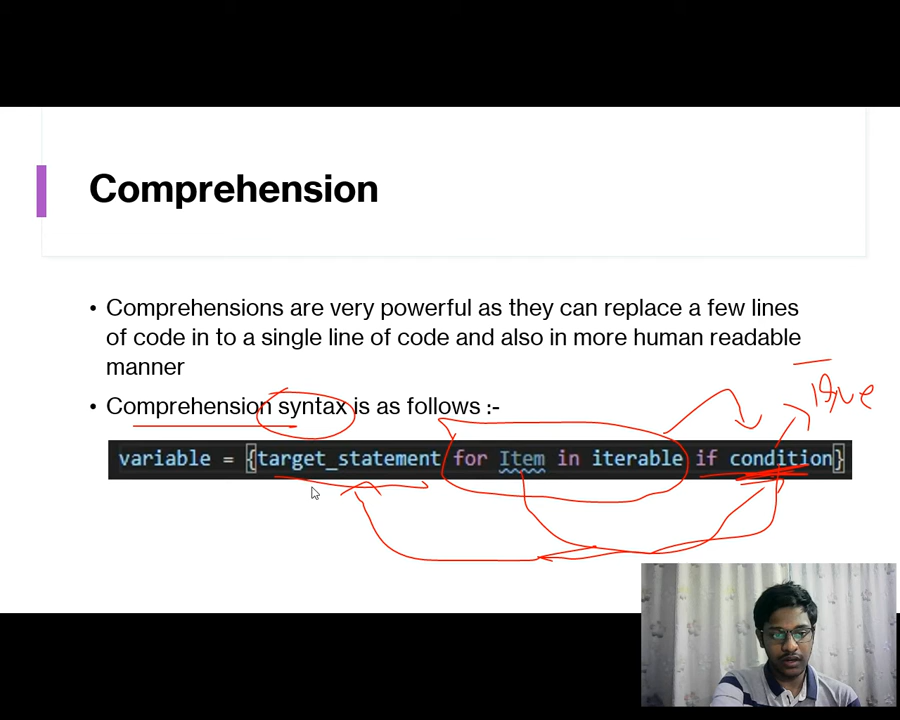 Comprehension
• Comprehensions are very powerful as they can replace a few lines
of code in to a single line of code and also in more human readable
manner
• Comprehension syntax is as follows :-
True
variable = {target_statement for Item in iterable if condition}